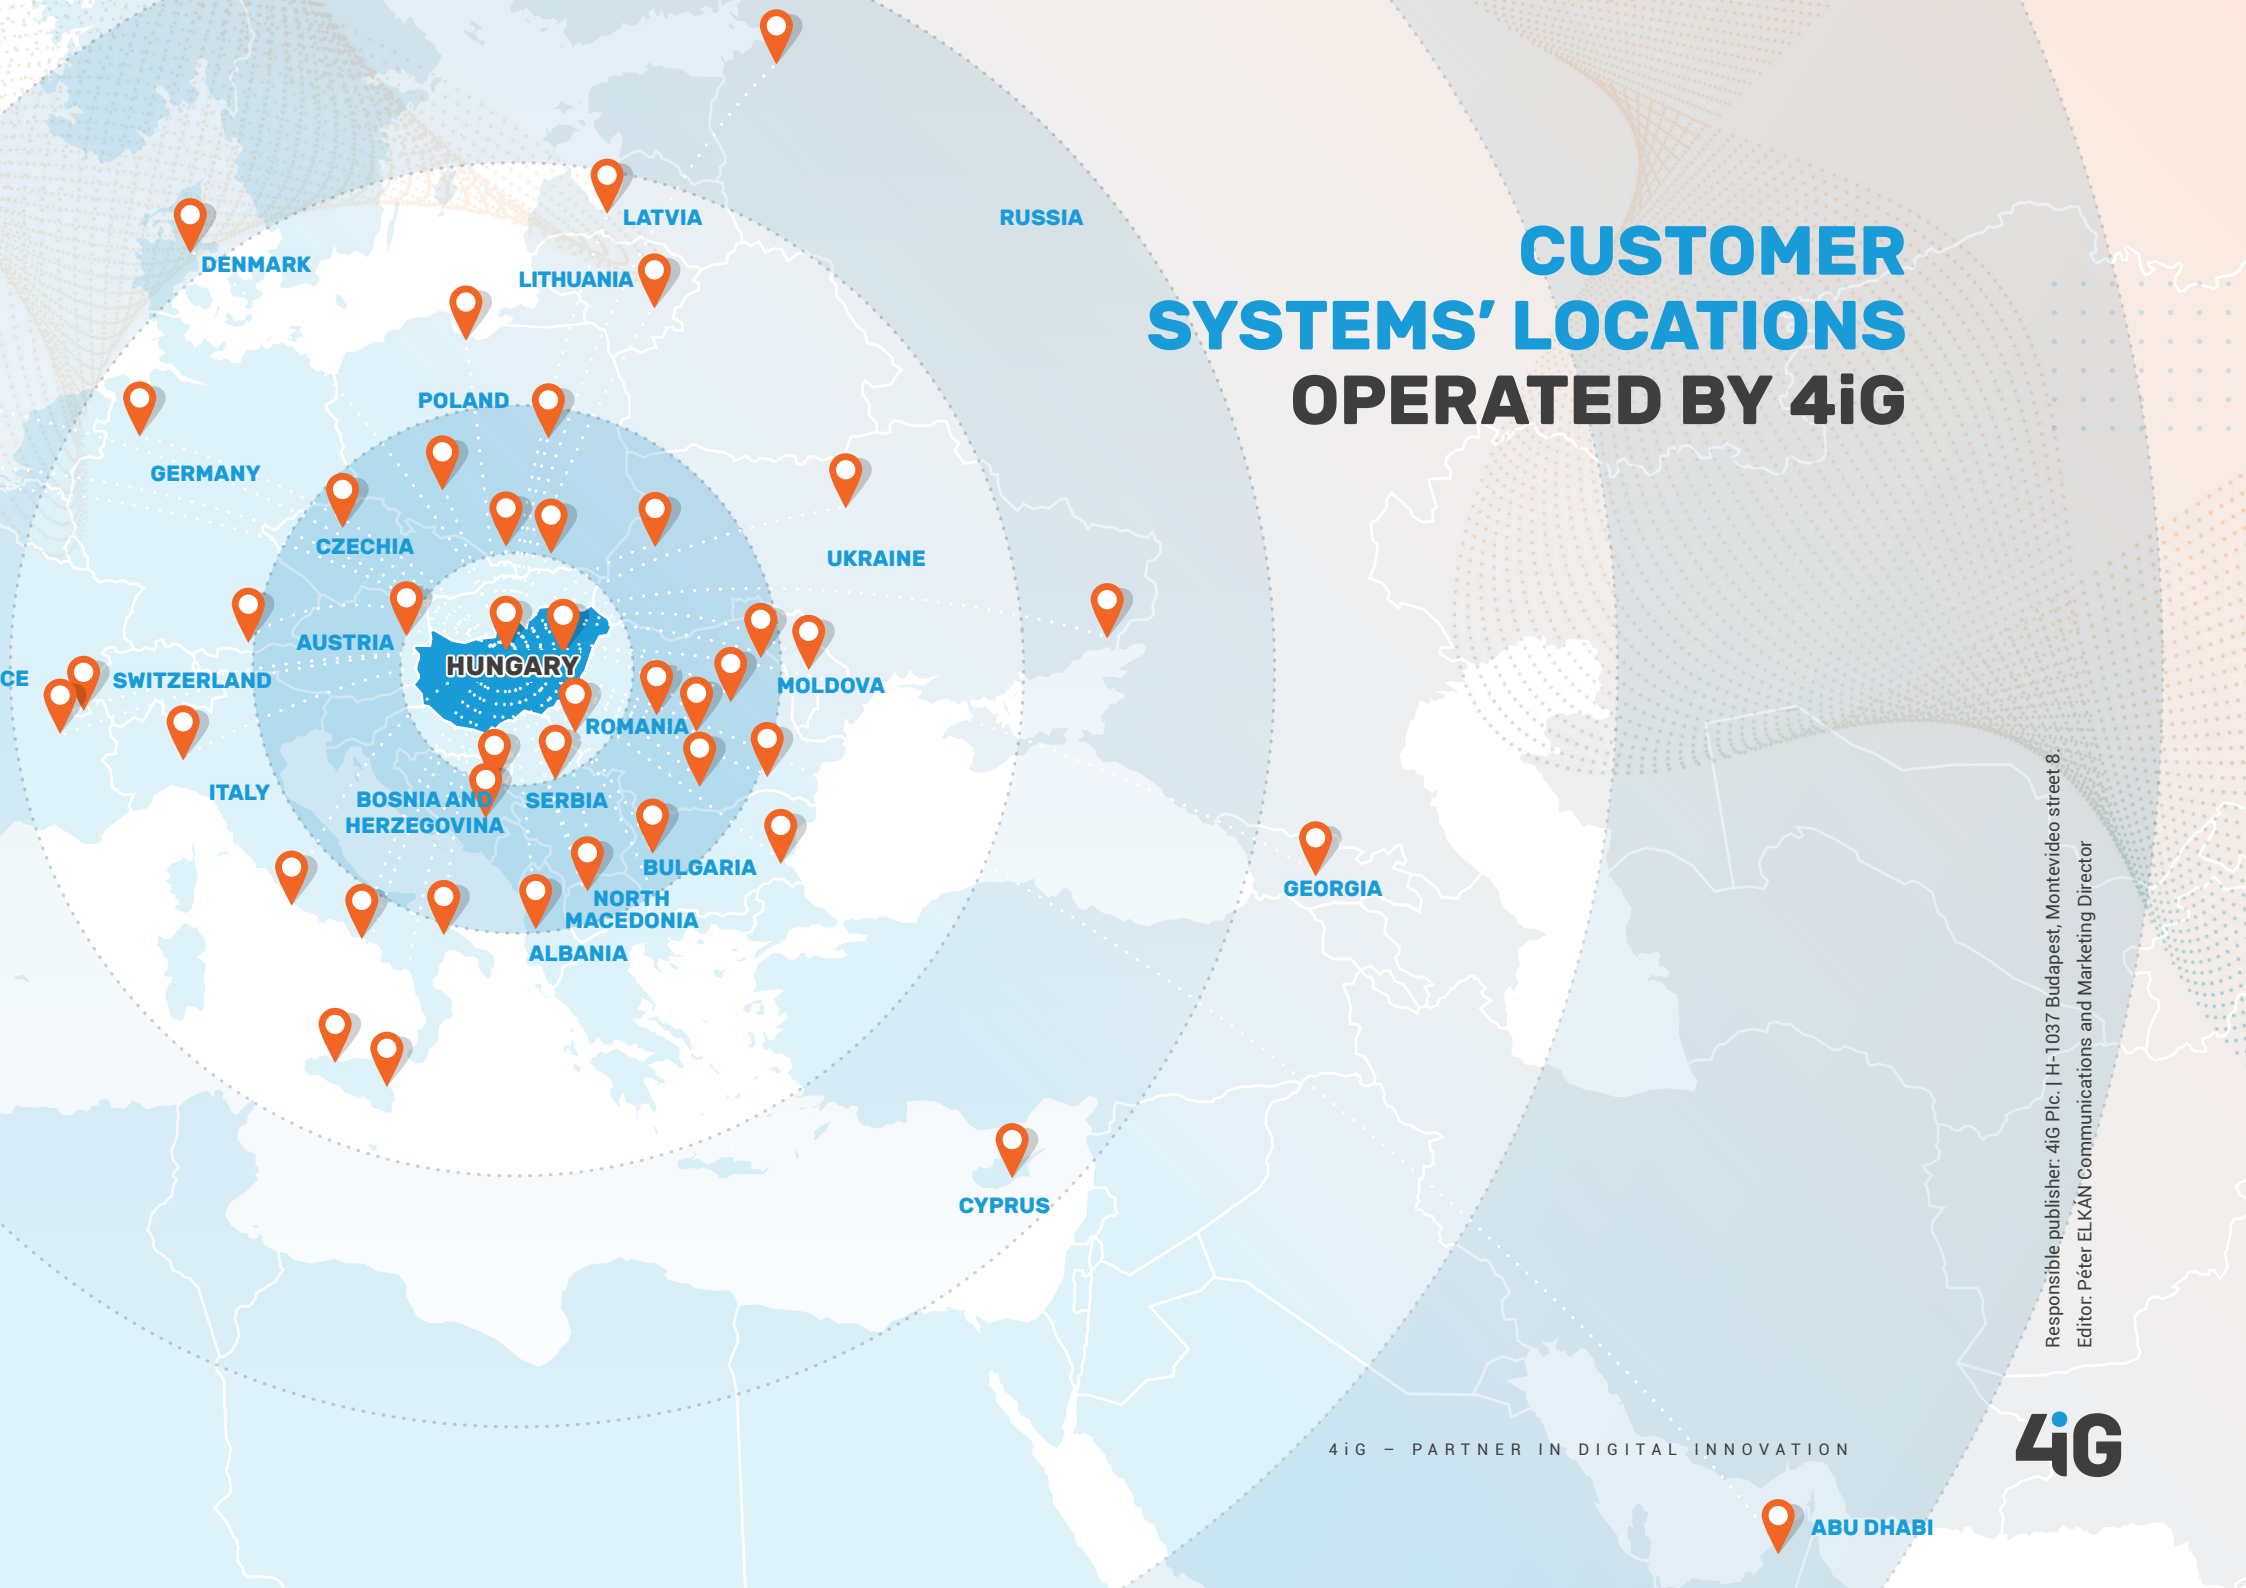 CUSTOMER
SYSTEMS’ LOCATIONS
OPERATED BY 4iG
LATVIA
RUSSIA
DENMARK
LITHUANIA
POLAND
GERMANY
CZECHIA
UKRAINE
AUSTRIA
HUNGARY
CE
SWITZERLAND
MOLDOVA
ROMANIA
ITALY
BOSNIA AND
HERZEGOVINA
SERBIA
BULGARIA
GEORGIA
NORTH
MACEDONIA
ALBANIA
CYPRUS
Responsible publisher: 4iG Plc. | H-1037 Budapest, Montevideo street 8.
Editor: Péter ELKÁN Communications and Marketing Director
4iG – PARTNER IN DIGITAL INNOVATION
4iG
ABU DHABI